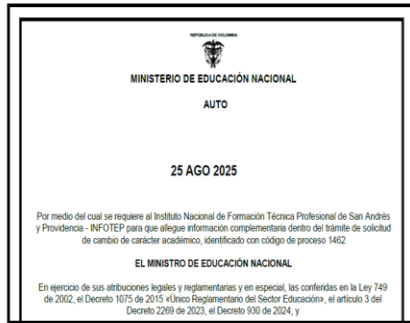 REPÚBLICA DE COLOMBIA
MINISTERIO DE EDUCACIÓN NACIONAL
AUTO
25 AGO 2025
Por medio del cual se requiere al Instituto Nacional de Formación Técnica Profesional de San Andrés
y Providencia - INFOTEP para que allegue información complementaria dentro del trámite de solicitud
de cambio de carácter académico, identificado con código de proceso 1462
EL MINISTRO DE EDUCACIÓN NACIONAL
En ejercicio de sus atribuciones legales y reglamentarias y en especial, las conferidas en la Ley 749
de 2002, el Decreto 1075 de 2015 «Único Reglamentario del Sector Educación», el artículo 3 del
Decreto 2269 de 2023, el Decreto 930 de 2024, y